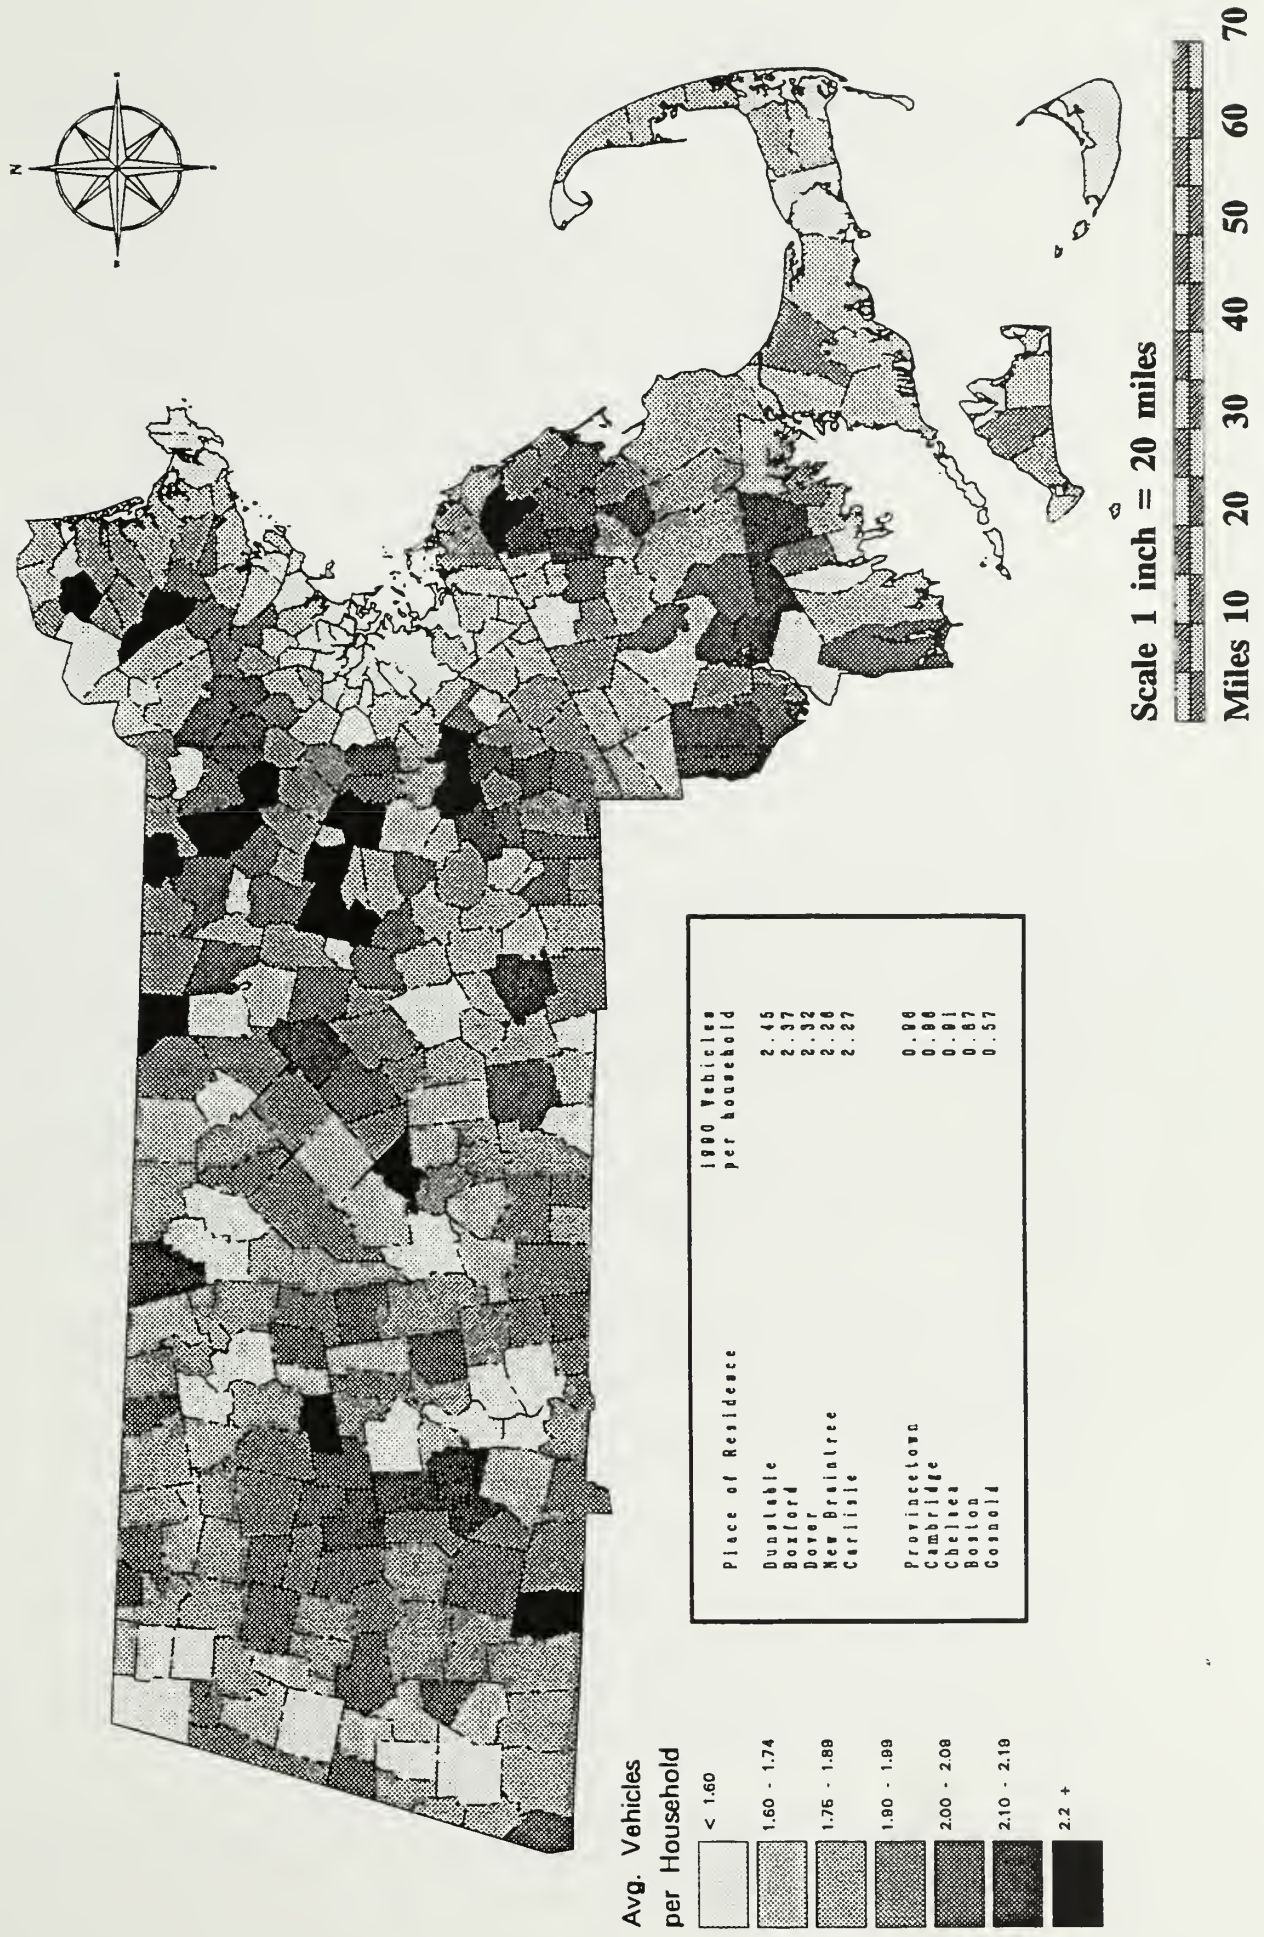 N
Avg. Vehicles
per Household
< 1.60
1.60 - 1.74
1.75 - 1.89
1.90 - 1.99
2.00 - 2.09
2.10 - 2.19
2.2 +
1990 Vehicles
Place of Residence per household
Dunstable 2.45
Boxford 2.37
Dover 2.32
New Braintree 2.28
Carlisle 2.27
Provincetown 0.96
Cambridge 0.96
Chelsea 0.91
Boston 0.87
Gosnold 0.57
Scale 1 inch = 20 miles
Miles 10 20 30 40 50 60 70